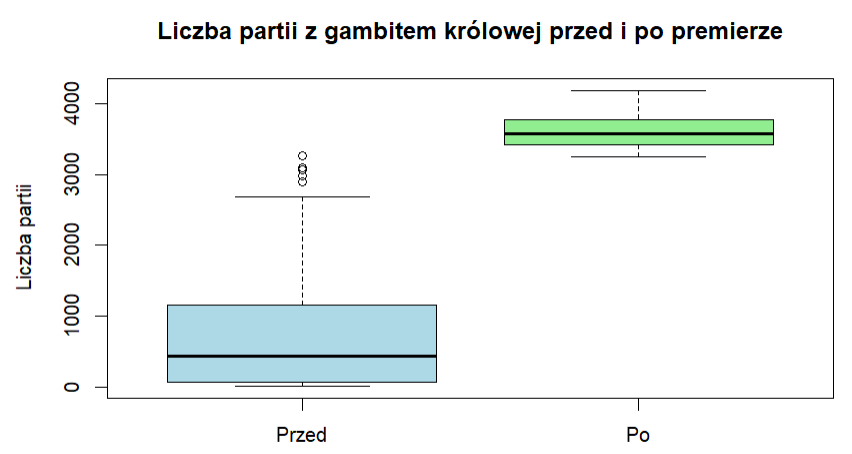 Liczba partii z gambitem królowej przed i po premierze
Liczba partii
4000
3000
2000
1000
0
Przed
Po